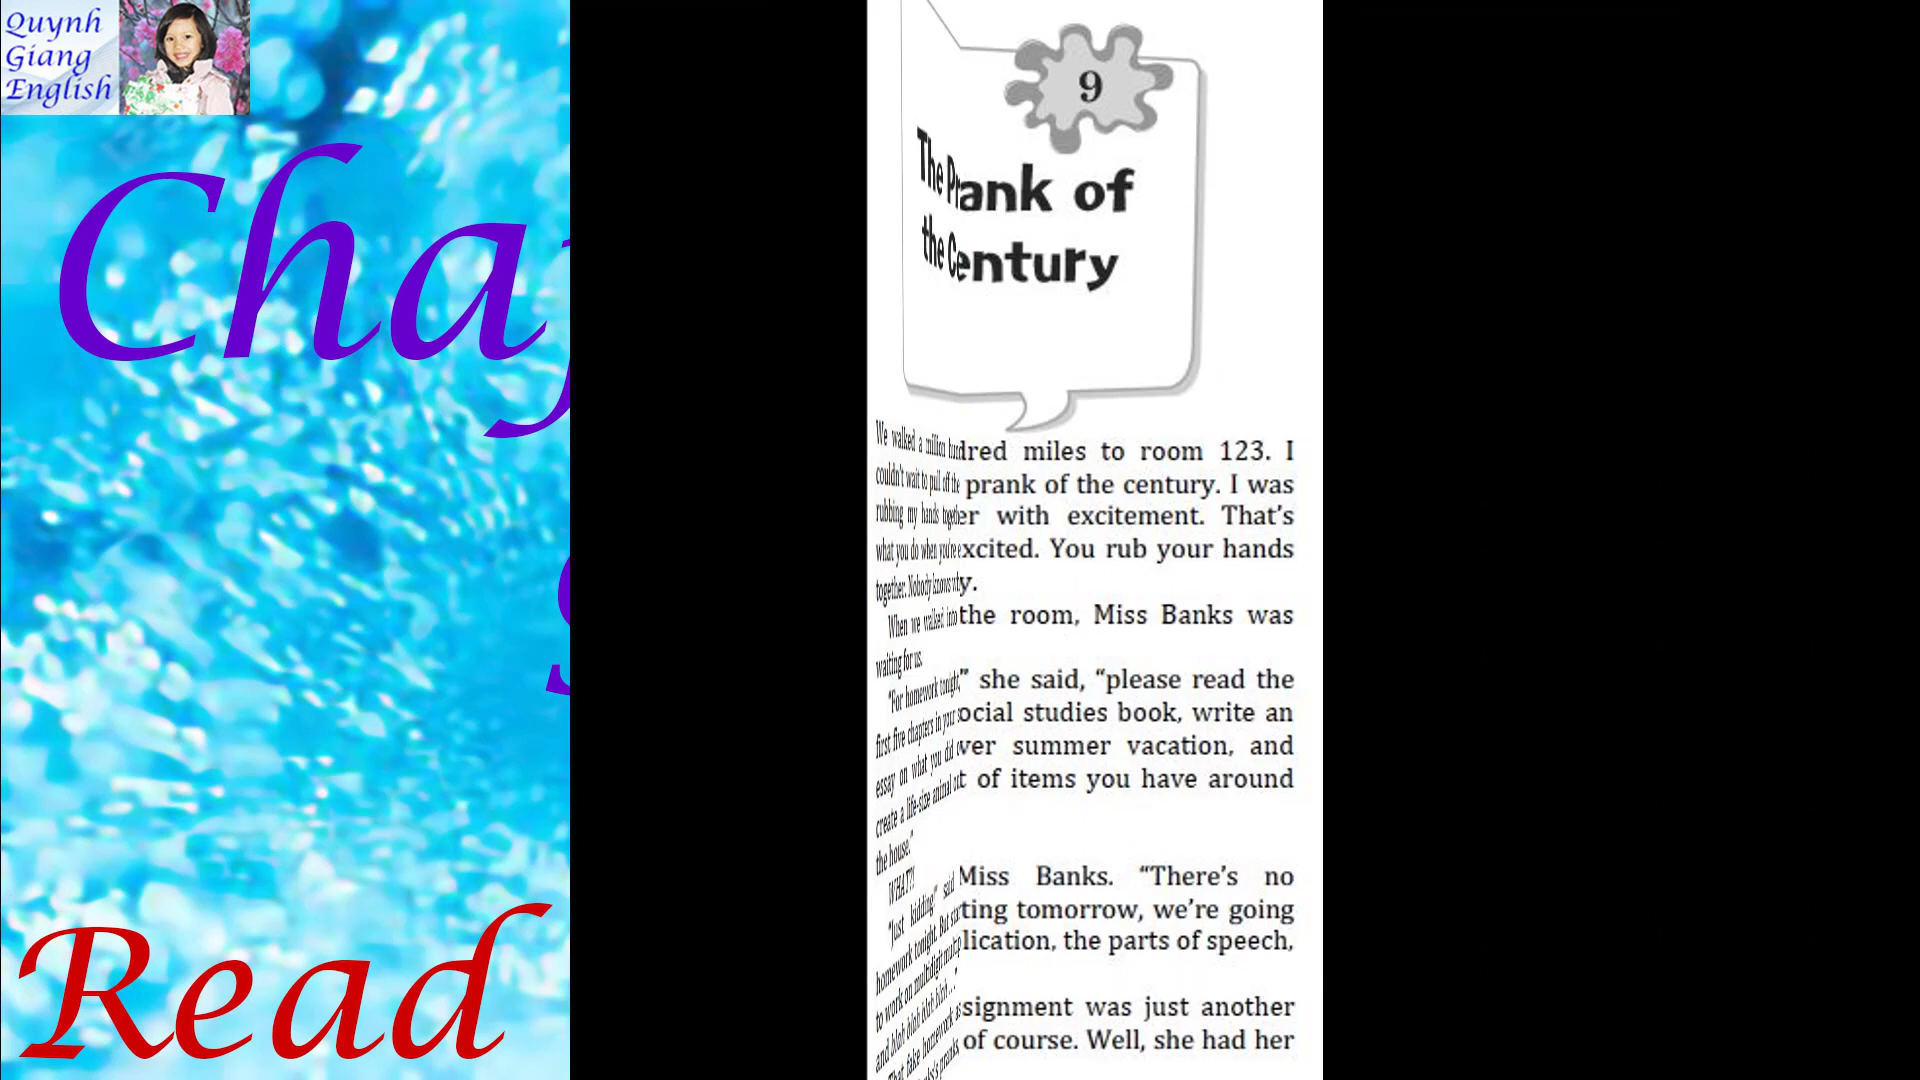 Quynh
Giang
English
Cha
Read
9
The Prank of
the Century
We walked a million hundred miles to room 123. I
couldn't wait to pull off the prank of the century. I was
rubbing my hands together with excitement. That's
what you do when you're excited. You rub your hands
together. Nobody knows why.
When we walked into the room, Miss Banks was
waiting for us.
"For homework tonight," she said, "please read the
first five chapters in your social studies book, write an
essay on what you did over summer vacation, and
create a life-size animal out of items you have around
the house."
WHAT?!
"Just kidding!" said Miss Banks. "There's no
homework tonight. But starting tomorrow, we're going
to work on multidigit multiplication, the parts of speech,
and blah blah blah blah . . ."
That fake homework assignment was just another
pranks, of course. Well, she had her